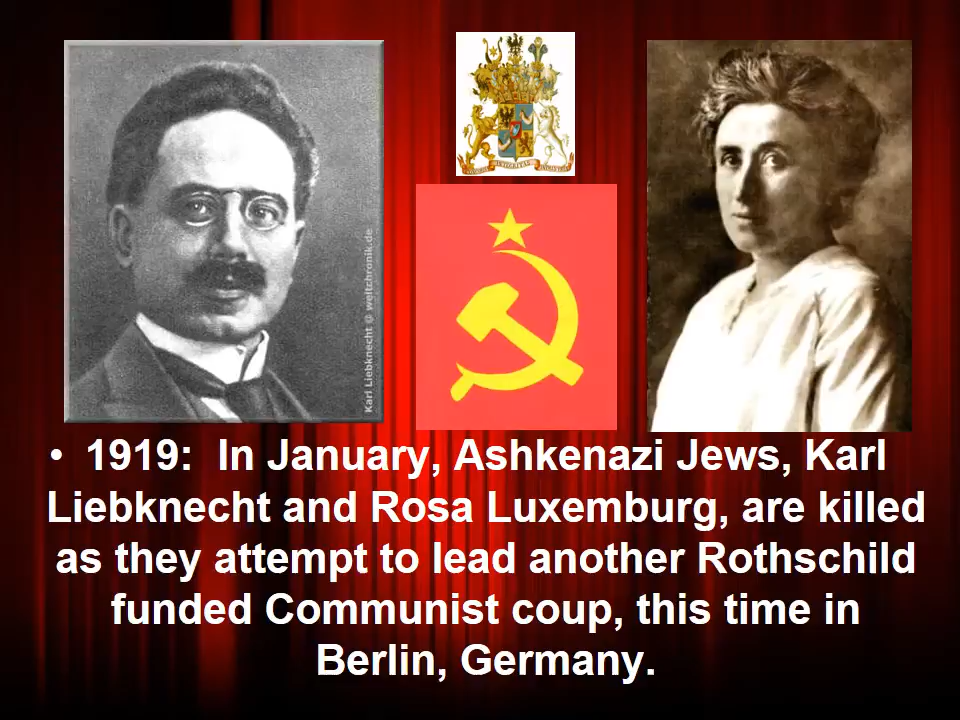 Karl Liebknecht @ weltchronik.de
• 1919:  In January, Ashkenazi Jews, Karl
Liebknecht and Rosa Luxemburg, are killed
as they attempt to lead another Rothschild
funded Communist coup, this time in
Berlin, Germany.